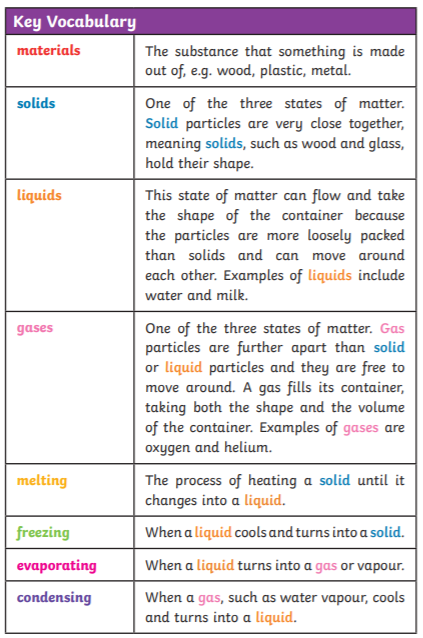 Key Vocabulary
materials
The substance that something is made
out of, e.g. wood, plastic, metal.
solids
One of the three states of matter.
Solid particles are very close together,
meaning solids, such as wood and glass,
hold their shape.
liquids
This state of matter can flow and take
the shape of the container because
the particles are more loosely packed
than solids and can move around
each other. Examples of liquids include
water and milk.
gases
One of the three states of matter. Gas
particles are further apart than solid
or liquid particles and they are free to
move around. A gas fills its container,
taking both the shape and the volume
of the container. Examples of gases are
oxygen and helium.
melting
The process of heating a solid until it
changes into a liquid.
freezing
When a liquid cools and turns into a solid.
evaporating
When a liquid turns into a gas or vapour.
condensing
When a gas, such as water vapour, cools
and turns into a liquid.